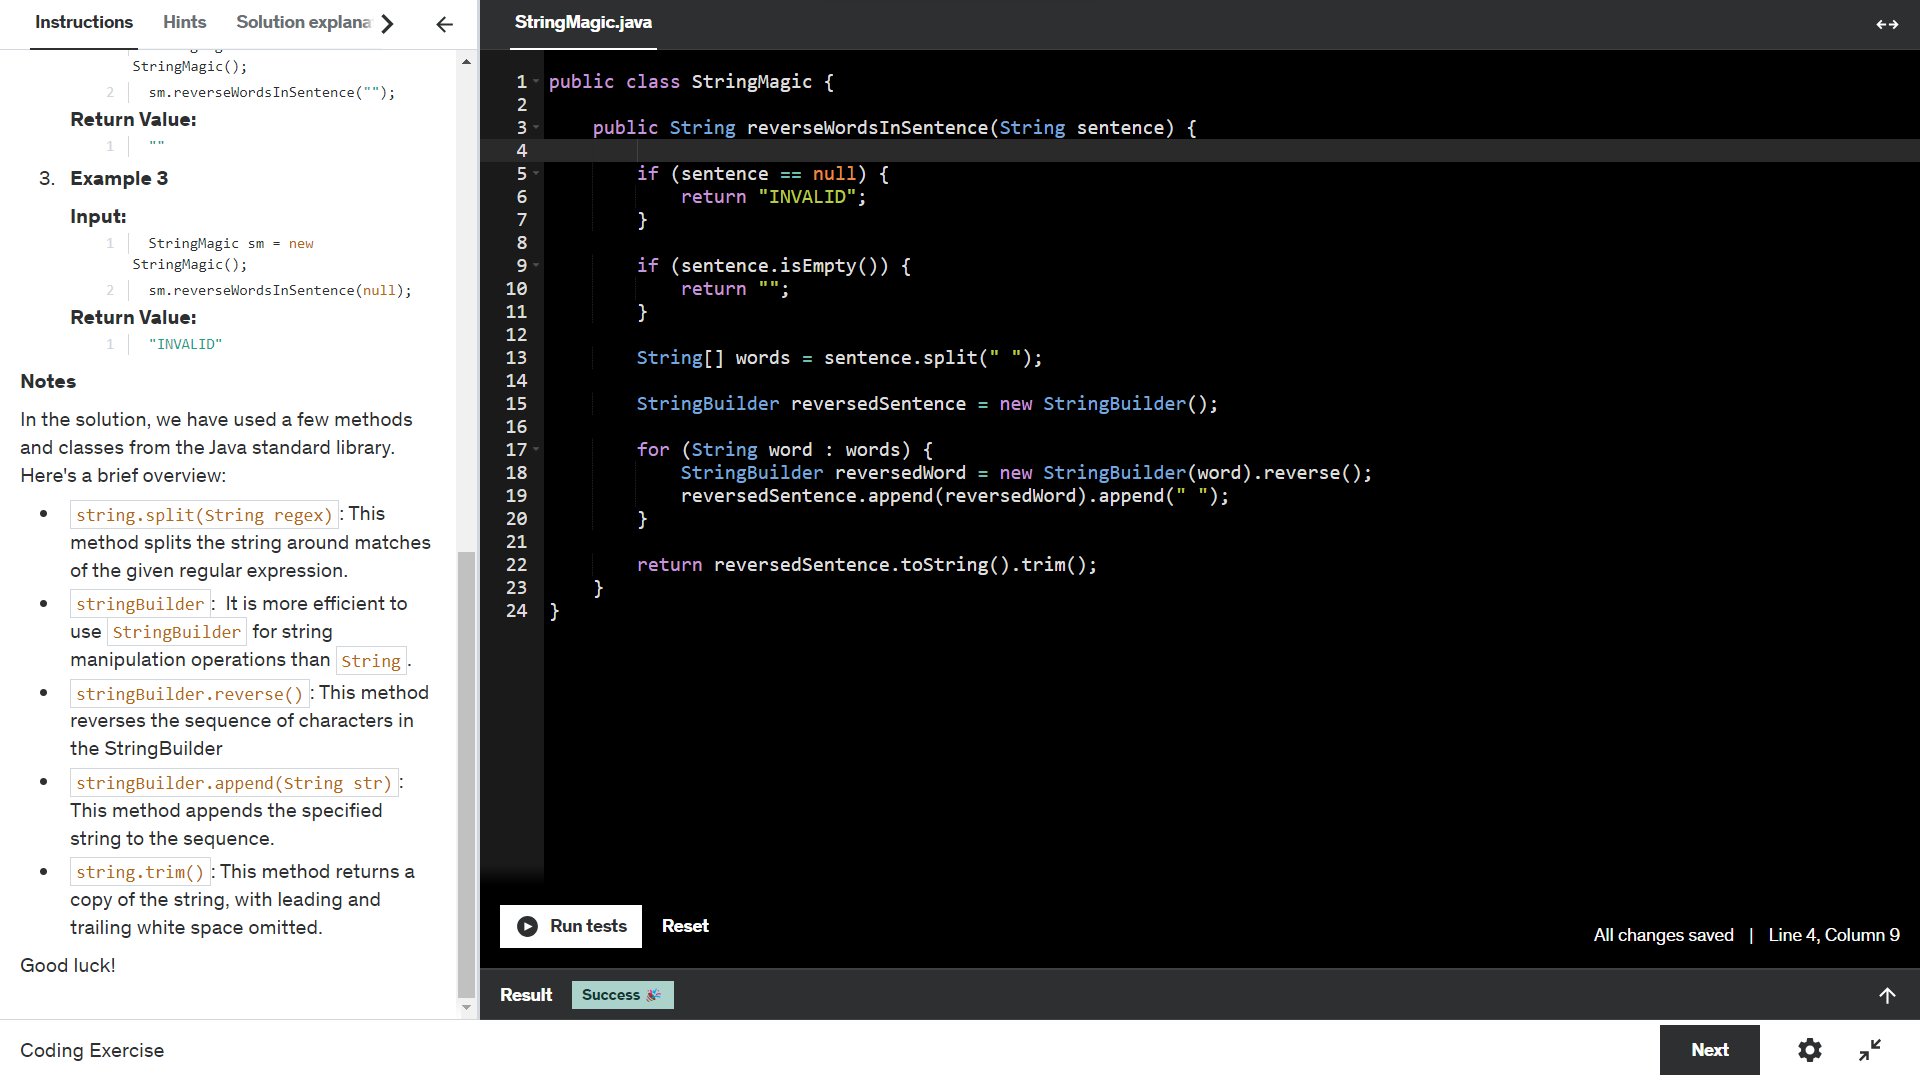 Instructions Hints Solution explana
StringMagic();
2 sm.reverseWordsInSentence("");
Return Value:
1 ""
3. Example 3
Input:
1 StringMagic sm = new
StringMagic();
2 sm.reverseWordsInSentence(null);
Return Value:
1 "INVALID"
Notes
In the solution, we have used a few methods
and classes from the Java standard library.
Here's a brief overview:
• string.split(String regex): This
method splits the string around matches
of the given regular expression.
• stringBuilder: It is more efficient to
use StringBuilder for string
manipulation operations than String.
• stringBuilder.reverse(): This method
reverses the sequence of characters in
the StringBuilder
• stringBuilder.append(String str):
This method appends the specified
string to the sequence.
• string.trim(): This method returns a
copy of the string, with leading and
trailing white space omitted.
Good luck!
StringMagic.java
1 public class StringMagic {
2
3 public String reverseWordsInSentence(String sentence) {
4
5 if (sentence == null) {
6 return "INVALID";
7 }
8
9 if (sentence.isEmpty()) {
10 return "";
11 }
12
13 String[] words = sentence.split(" ");
14
15 StringBuilder reversedSentence = new StringBuilder();
16
17 for (String word : words) {
18 StringBuilder reversedWord = new StringBuilder(word).reverse();
19 reversedSentence.append(reversedWord).append(" ");
20 }
21
22 return reversedSentence.toString().trim();
23 }
24 }
Run tests Reset
All changes saved | Line 4, Column 9
Result Success 🎉
Coding Exercise
Next